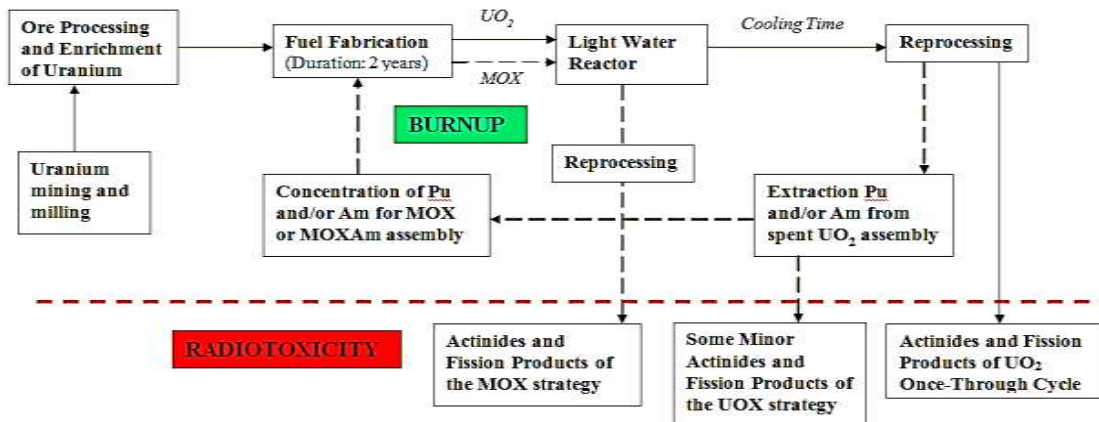 Ore Processing
and Enrichment
of Uranium
Fuel Fabrication
(Duration: 2 years)
UO₂
MOX
Light Water
Reactor
Cooling Time
Reprocessing
BURNUP
Uranium
mining and
milling
Reprocessing
Concentration of Pu
and/or Am for MOX
or MOXAm assembly
Extraction Pu
and/or Am from
spent UO₂ assembly
RADIOTOXICITY
Actinides and
Fission Products of
the MOX strategy
Some Minor
Actinides and
Fission Products of
the UOX strategy
Actinides and Fission
Products of UO₂
Once-Through Cycle